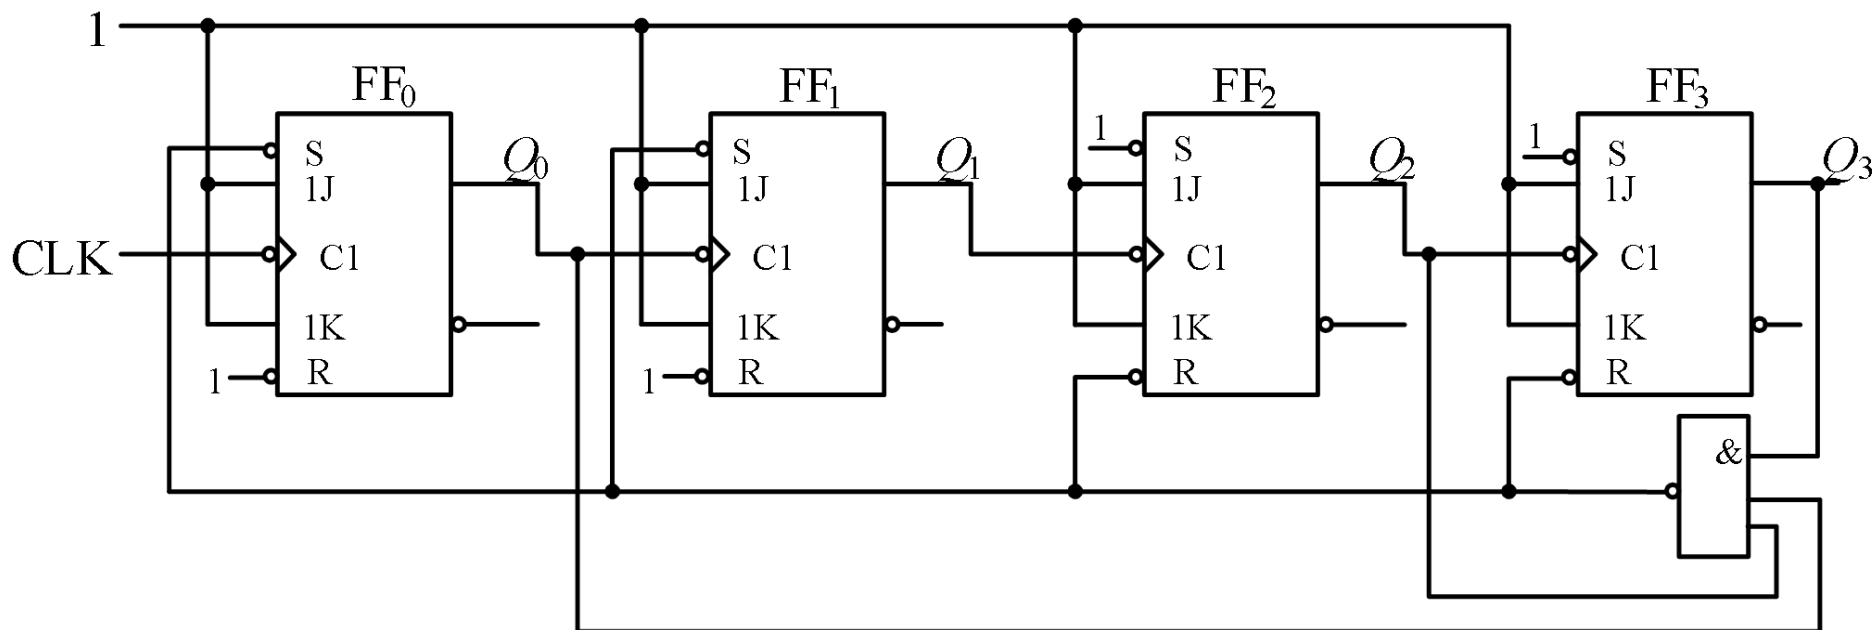 1
FF₀ FF₁ FF₂ FF₃
S Q₀ S Q₁ 1 S Q₂ 1 S Q₃
1J 1J 1J 1J
CLK C1 C1 C1 C1
1K 1K 1K 1K
1 R 1 R R R
&